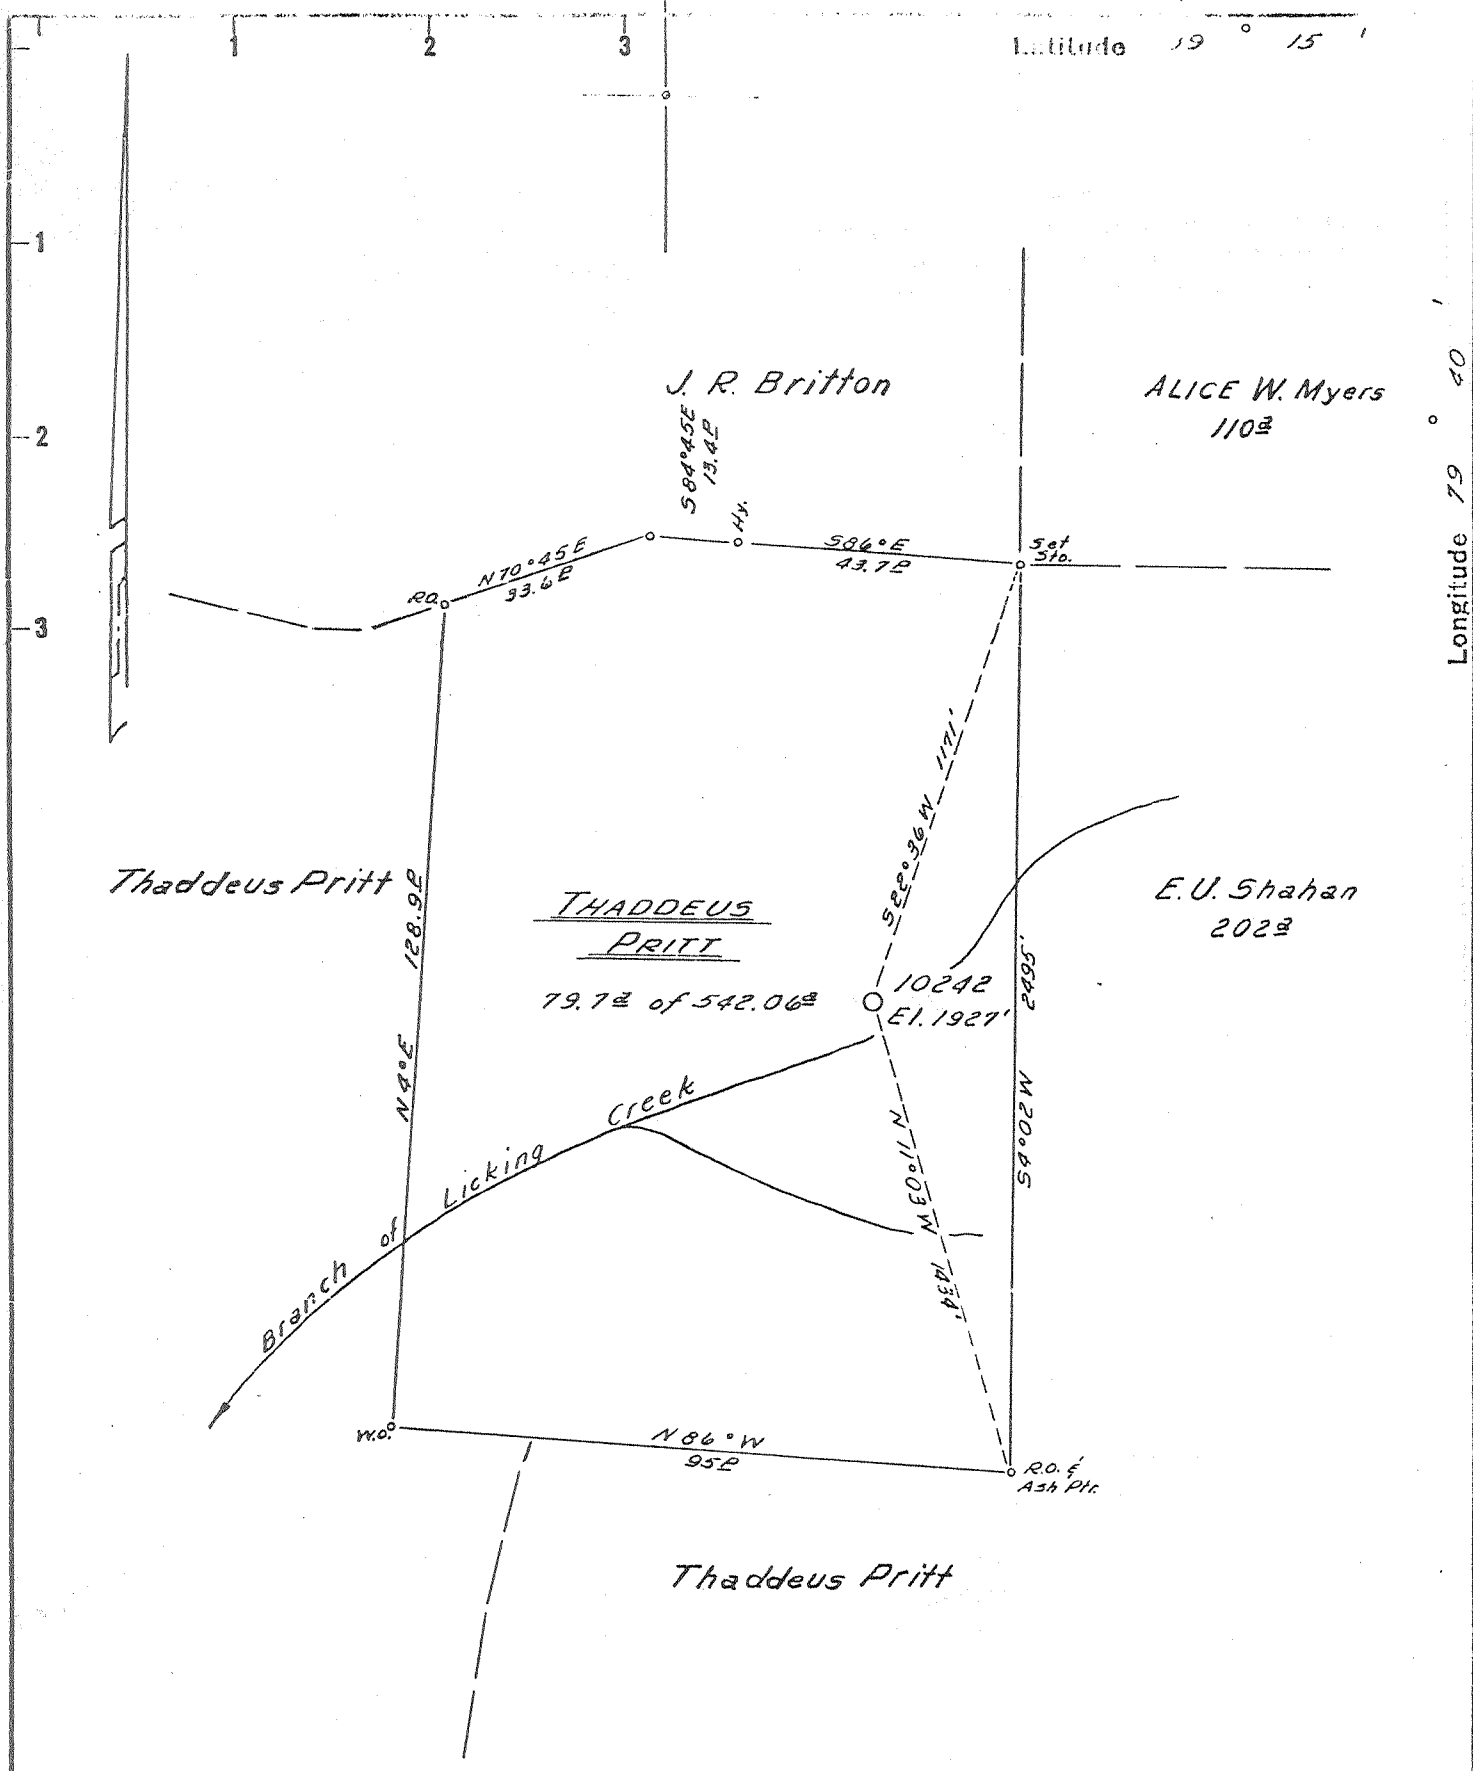 1 2 3
Latitude 39° 15'
1
2
3
Longitude 79° 40'
J. R. Britton
ALICE W. Myers
110a
S84°45E
13.4P
Hy.
S86°E
43.7P
Set
Sto.
N70°45E
33.6P
R.O.
S22°36W 1171'
Thaddeus Pritt
N4°E 128.9P
THADDEUS
PRITT
79.7a of 542.06a
E.U. Shahan
202a
10242
El. 1927'
S4°02W 2495'
N 11°03W 1434'
Branch of Licking Creek
W.O.
N86°W
95P
R.O. &
Ash Ptr.
Thaddeus Pritt